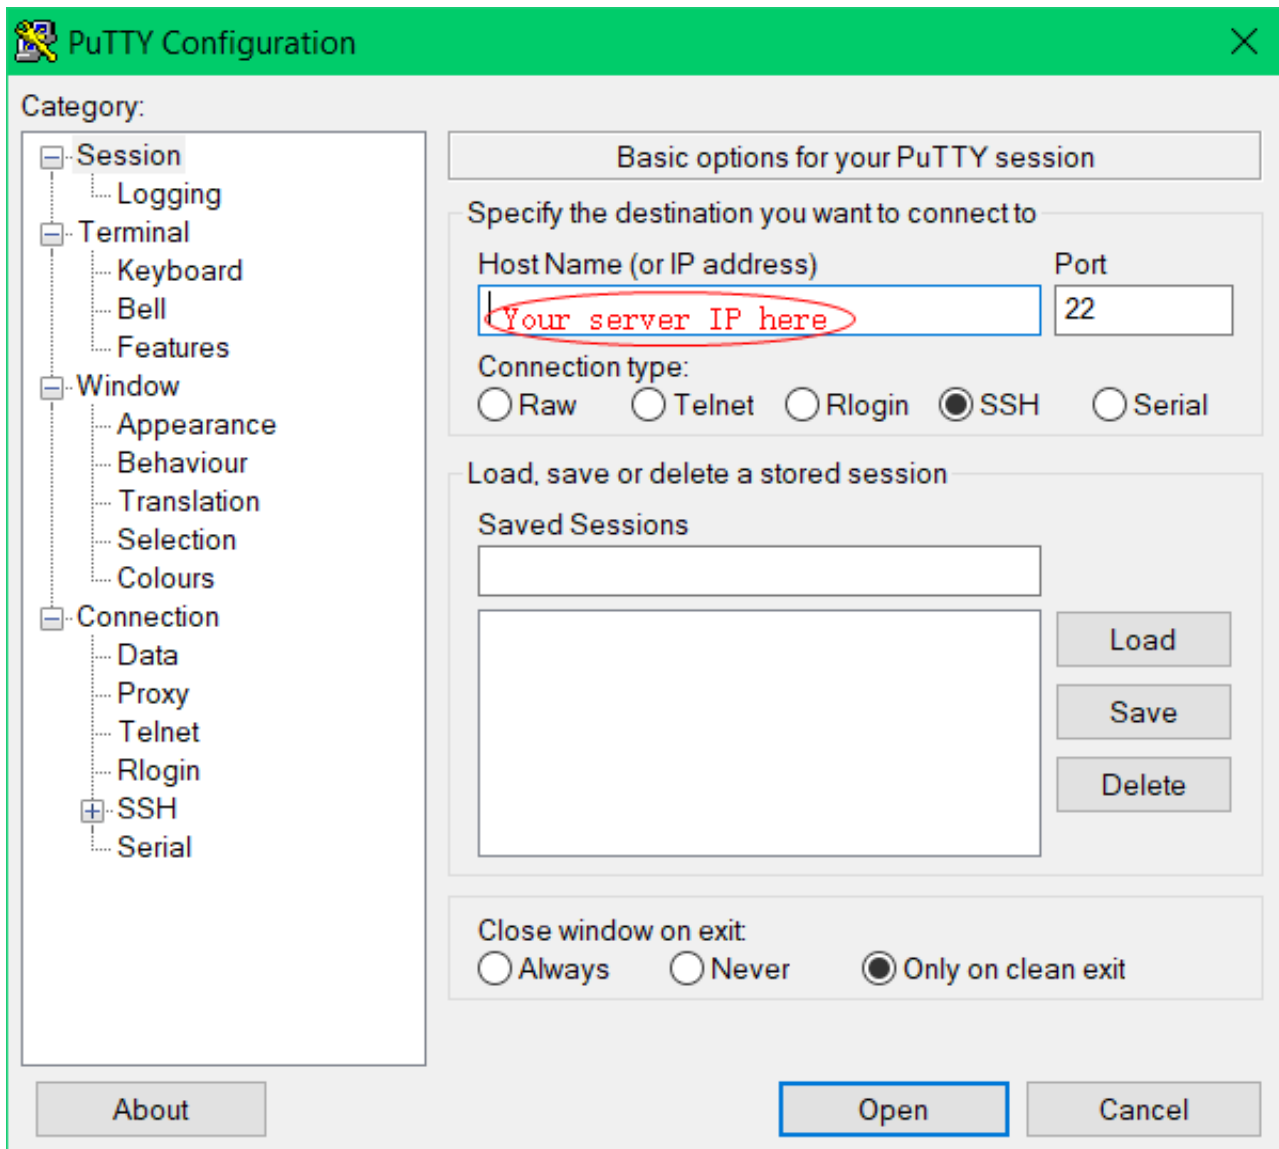 PuTTY Configuration
Category:
Session
Logging
Terminal
Keyboard
Bell
Features
Window
Appearance
Behaviour
Translation
Selection
Colours
Connection
Data
Proxy
Telnet
Rlogin
SSH
Serial
Basic options for your PuTTY session
Specify the destination you want to connect to
Host Name (or IP address) Port
Your server IP here 22
Connection type:
Raw Telnet Rlogin SSH Serial
Load, save or delete a stored session
Saved Sessions
Load
Save
Delete
Close window on exit:
Always Never Only on clean exit
About Open Cancel